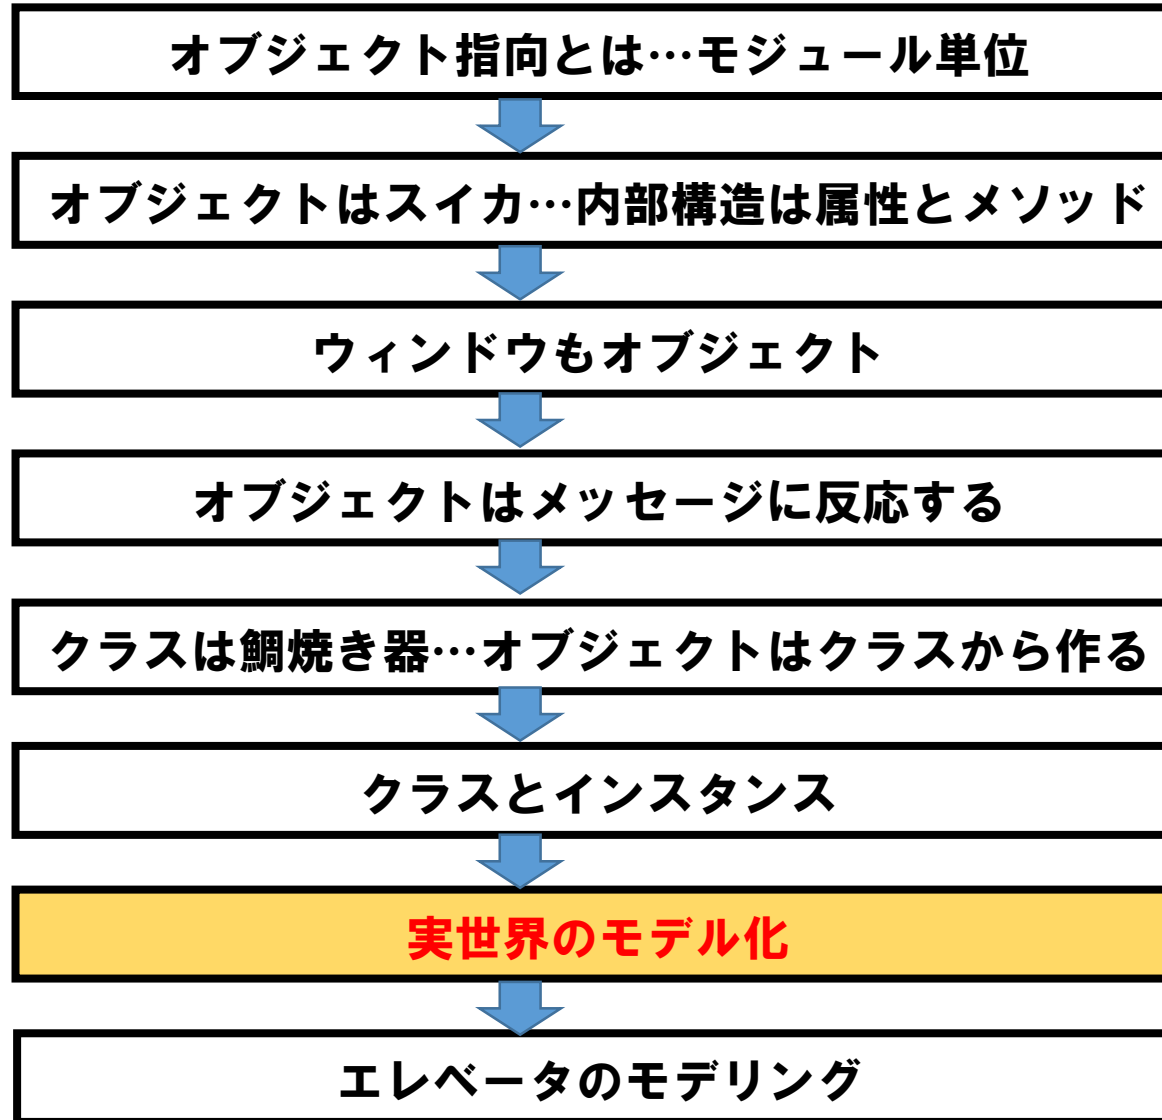 オブジェクト指向とは…モジュール単位
オブジェクトはスイカ…内部構造は属性とメソッド
ウィンドウもオブジェクト
オブジェクトはメッセージに反応する
クラスは鯛焼き器…オブジェクトはクラスから作る
クラスとインスタンス
実世界のモデル化
エレベータのモデリング